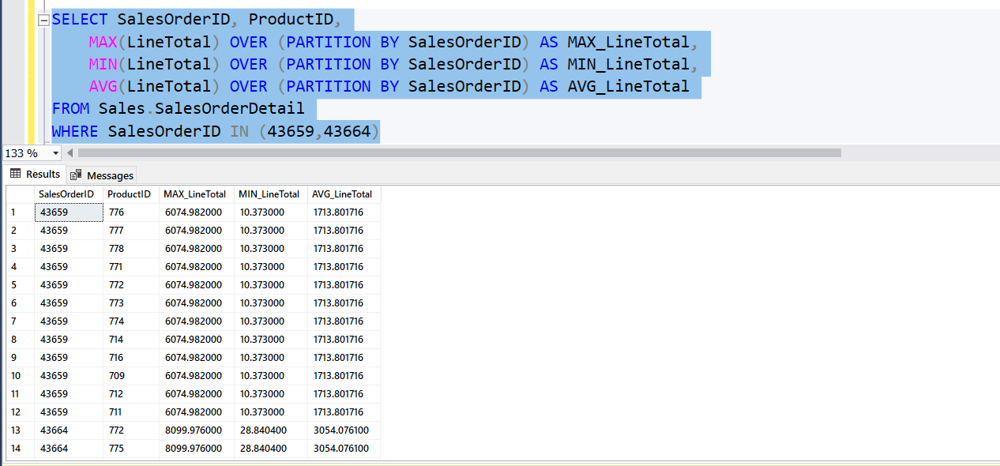 SELECT SalesOrderID, ProductID,
MAX(LineTotal) OVER (PARTITION BY SalesOrderID) AS MAX_LineTotal,
MIN(LineTotal) OVER (PARTITION BY SalesOrderID) AS MIN_LineTotal,
AVG(LineTotal) OVER (PARTITION BY SalesOrderID) AS AVG_LineTotal
FROM Sales.SalesOrderDetail
WHERE SalesOrderID IN (43659,43664)
133 %
Results Messages
SalesOrderID ProductID MAX_LineTotal MIN_LineTotal AVG_LineTotal
1 43659 776 6074.982000 10.373000 1713.801716
2 43659 777 6074.982000 10.373000 1713.801716
3 43659 778 6074.982000 10.373000 1713.801716
4 43659 771 6074.982000 10.373000 1713.801716
5 43659 772 6074.982000 10.373000 1713.801716
6 43659 773 6074.982000 10.373000 1713.801716
7 43659 774 6074.982000 10.373000 1713.801716
8 43659 714 6074.982000 10.373000 1713.801716
9 43659 716 6074.982000 10.373000 1713.801716
10 43659 709 6074.982000 10.373000 1713.801716
11 43659 712 6074.982000 10.373000 1713.801716
12 43659 711 6074.982000 10.373000 1713.801716
13 43664 772 8099.976000 28.840400 3054.076100
14 43664 775 8099.976000 28.840400 3054.076100